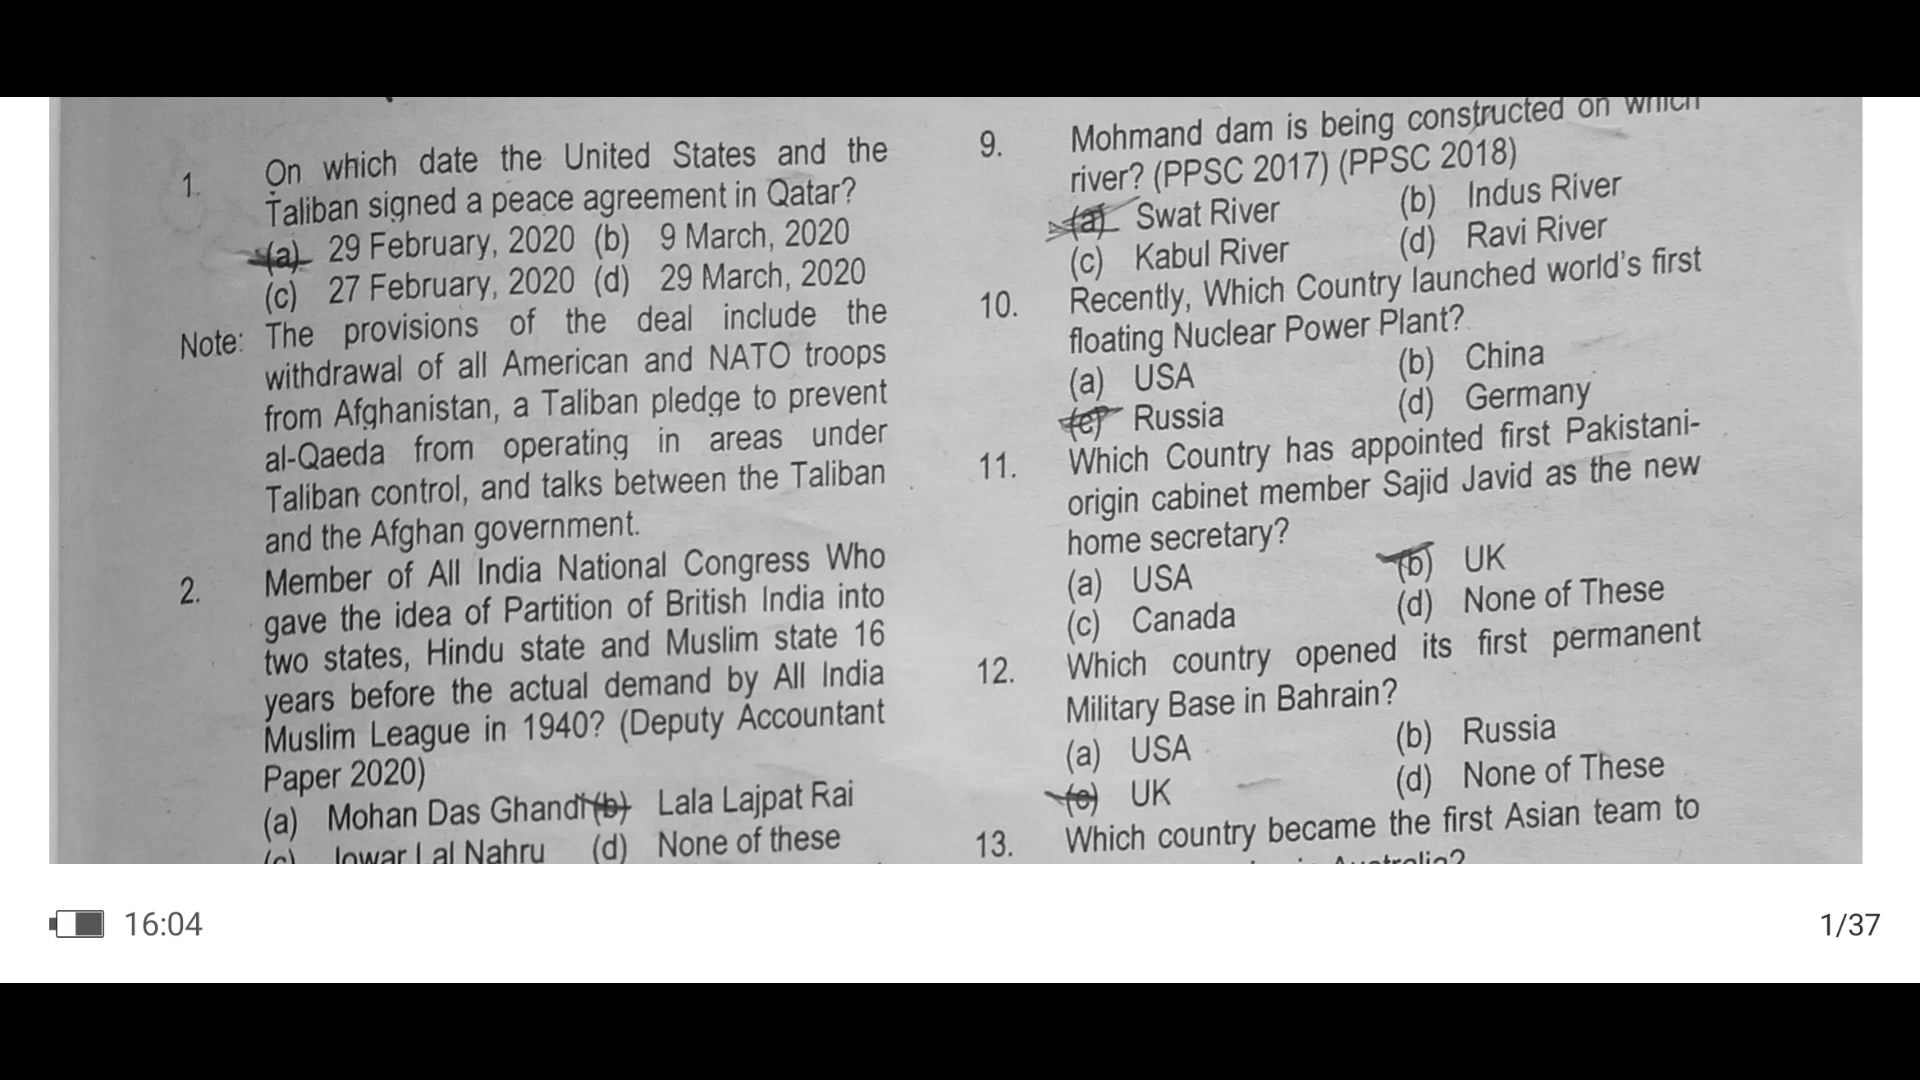 1. On which date the United States and the
Taliban signed a peace agreement in Qatar?
(a) 29 February, 2020 (b) 9 March, 2020
(c) 27 February, 2020 (d) 29 March, 2020
Note: The provisions of the deal include the
withdrawal of all American and NATO troops
from Afghanistan, a Taliban pledge to prevent
al-Qaeda from operating in areas under
Taliban control, and talks between the Taliban
and the Afghan government.
2. Member of All India National Congress Who
gave the idea of Partition of British India into
two states, Hindu state and Muslim state 16
years before the actual demand by All India
Muslim League in 1940? (Deputy Accountant
Paper 2020)
(a) Mohan Das Ghandi (b) Lala Lajpat Rai
(c) Jowar Lal Nahru (d) None of these
9. Mohmand dam is being constructed on which
river? (PPSC 2017) (PPSC 2018)
(a) Swat River (b) Indus River
(c) Kabul River (d) Ravi River
10. Recently, Which Country launched world's first
floating Nuclear Power Plant?
(a) USA (b) China
(c) Russia (d) Germany
11. Which Country has appointed first Pakistani-
origin cabinet member Sajid Javid as the new
home secretary?
(a) USA (b) UK
(c) Canada (d) None of These
12. Which country opened its first permanent
Military Base in Bahrain?
(a) USA (b) Russia
(c) UK (d) None of These
13. Which country became the first Asian team to
16:04
1/37